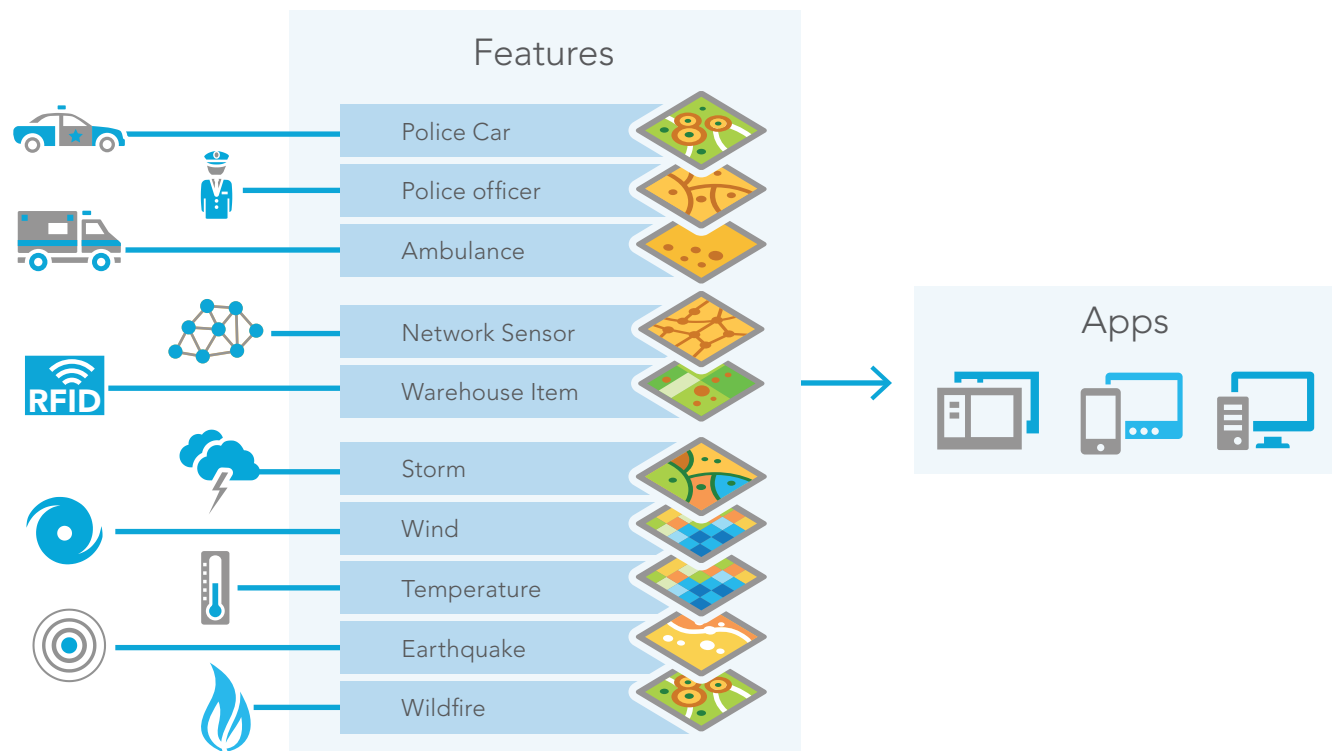 Features
Police Car
Police officer
Ambulance
Network Sensor
RFID
Warehouse Item
Storm
Wind
Temperature
Earthquake
Wildfire
Apps